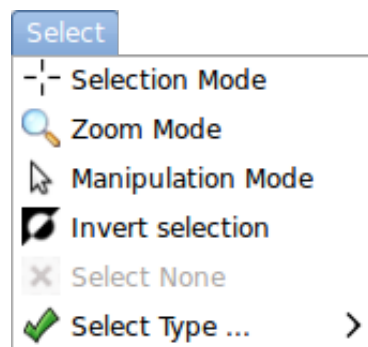 Select
Selection Mode
Zoom Mode
Manipulation Mode
Invert selection
Select None
Select Type ...